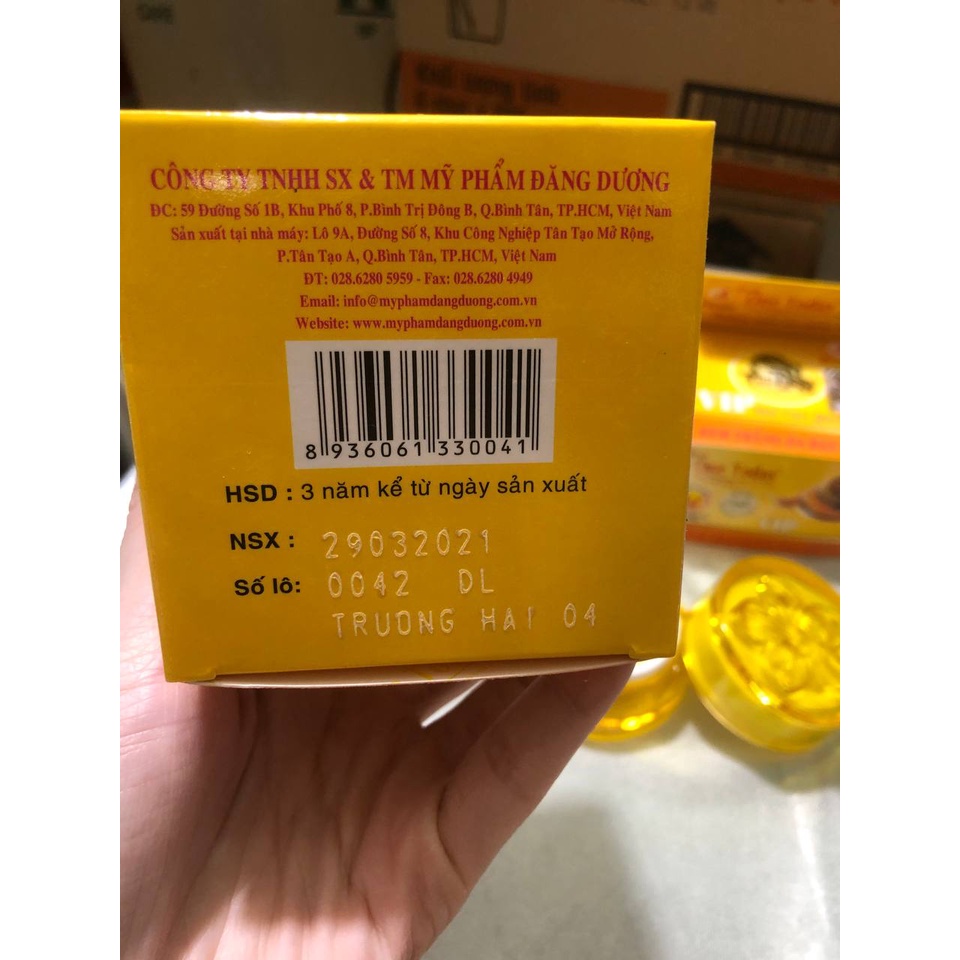 CÔNG TY TNHH SX & TM MỸ PHẨM ĐĂNG DƯƠNG
ĐC: 59 Đường Số 1B, Khu Phố 8, P.Bình Trị Đông B, Q.Bình Tân, TP.HCM, Việt Nam
Sản xuất tại nhà máy: Lô 9A, Đường Số 8, Khu Công Nghiệp Tân Tạo Mở Rộng,
P.Tân Tạo A, Q.Bình Tân, TP.HCM, Việt Nam
ĐT: 028.6280 5959 - Fax: 028.6280 4949
Email: info@myphamdangduong.com.vn
Website: www.myphamdangduong.com.vn
8 936061 330041
HSD : 3 năm kể từ ngày sản xuất
NSX : 29032021
Số lô: 0042 DL
TRUONG HAI 04
VIP